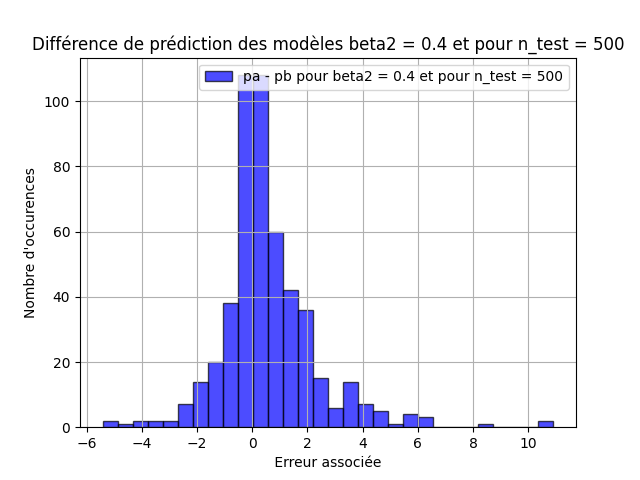 Différence de prédiction des modèles beta2 = 0.4 et pour n_test = 500
pa - pb pour beta2 = 0.4 et pour n_test = 500
Nombre d'occurences
100
80
60
40
20
0
−6 −4 −2 0 2 4 6 8 10
Erreur associée